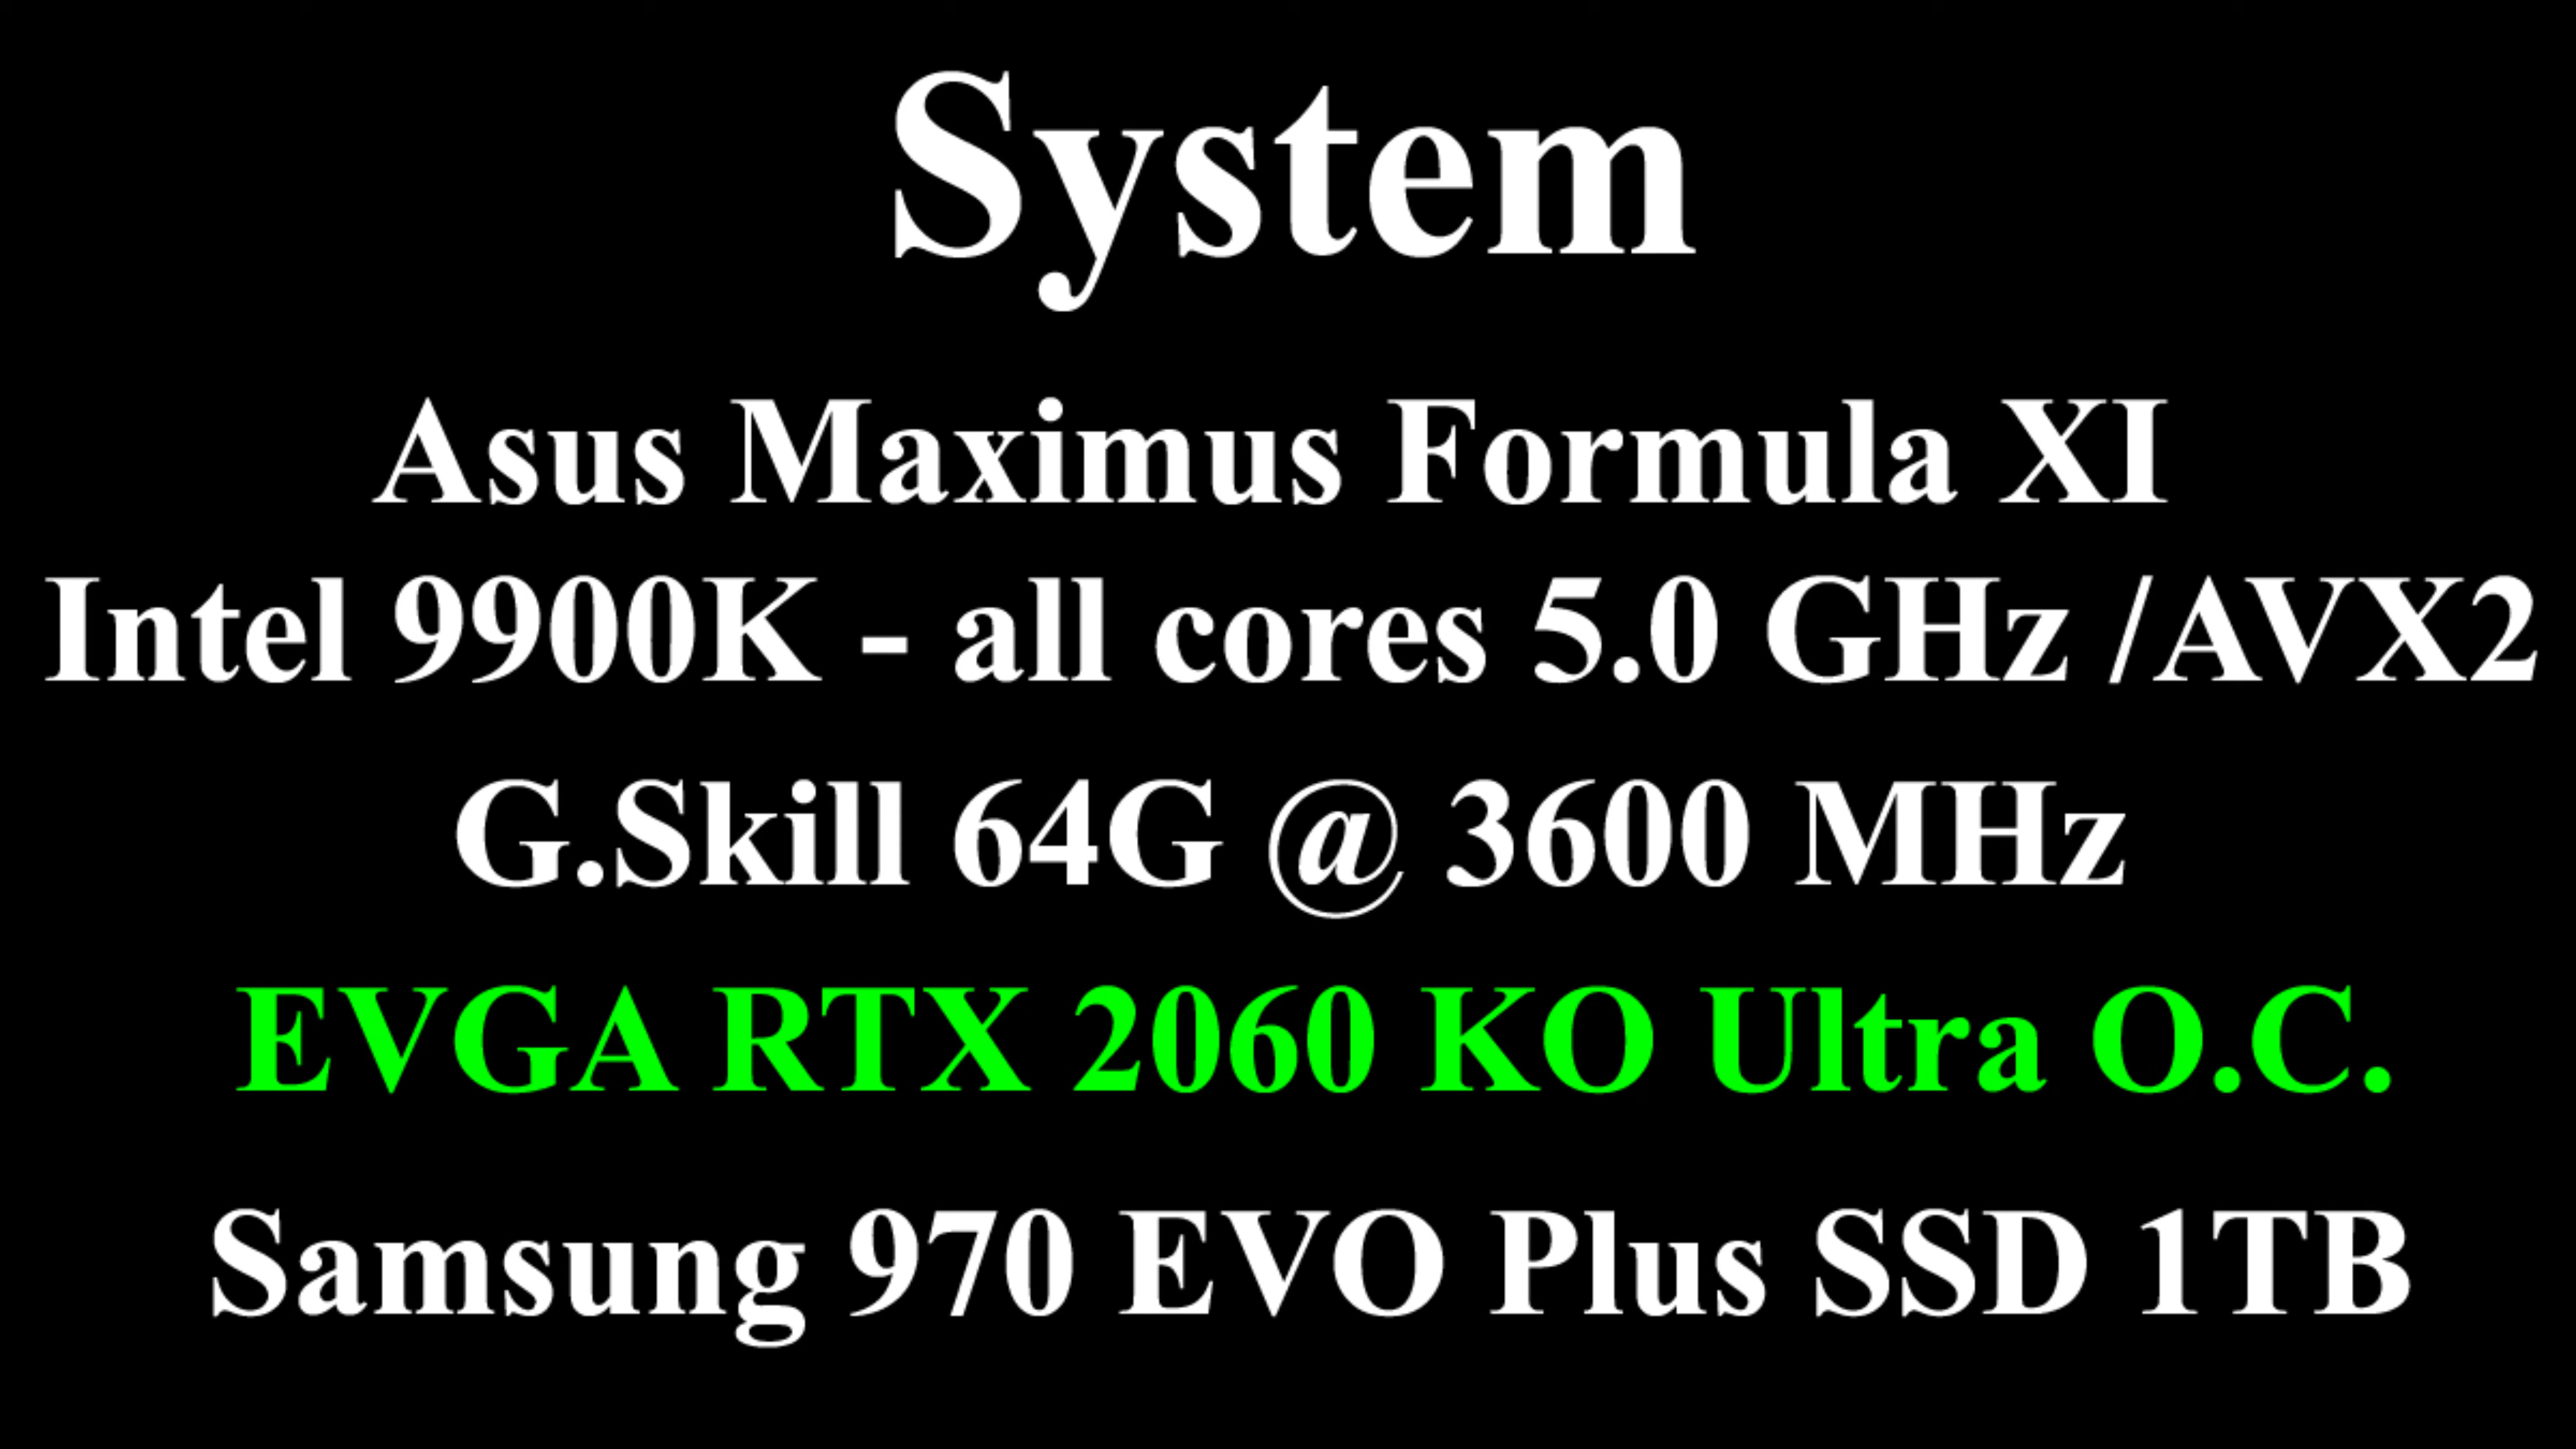 System
Asus Maximus Formula XI
Intel 9900K - all cores 5.0 GHz /AVX2
G.Skill 64G @ 3600 MHz
EVGA RTX 2060 KO Ultra O.C.
Samsung 970 EVO Plus SSD 1TB